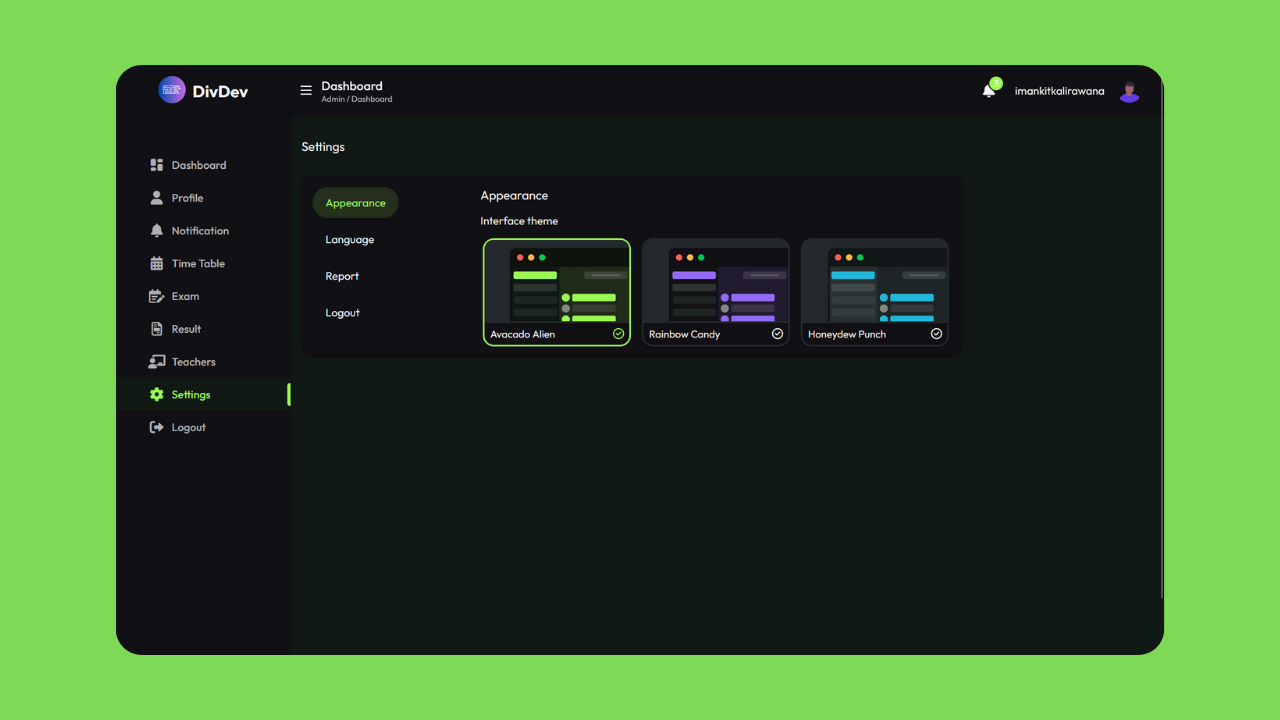 DivDev
Dashboard
Admin / Dashboard
imankitkalirawana
Dashboard
Profile
Notification
Time Table
Exam
Result
Teachers
Settings
Logout
Settings
Appearance
Language
Report
Logout
Appearance
Interface theme
Avacado Alien
Rainbow Candy
Honeydew Punch